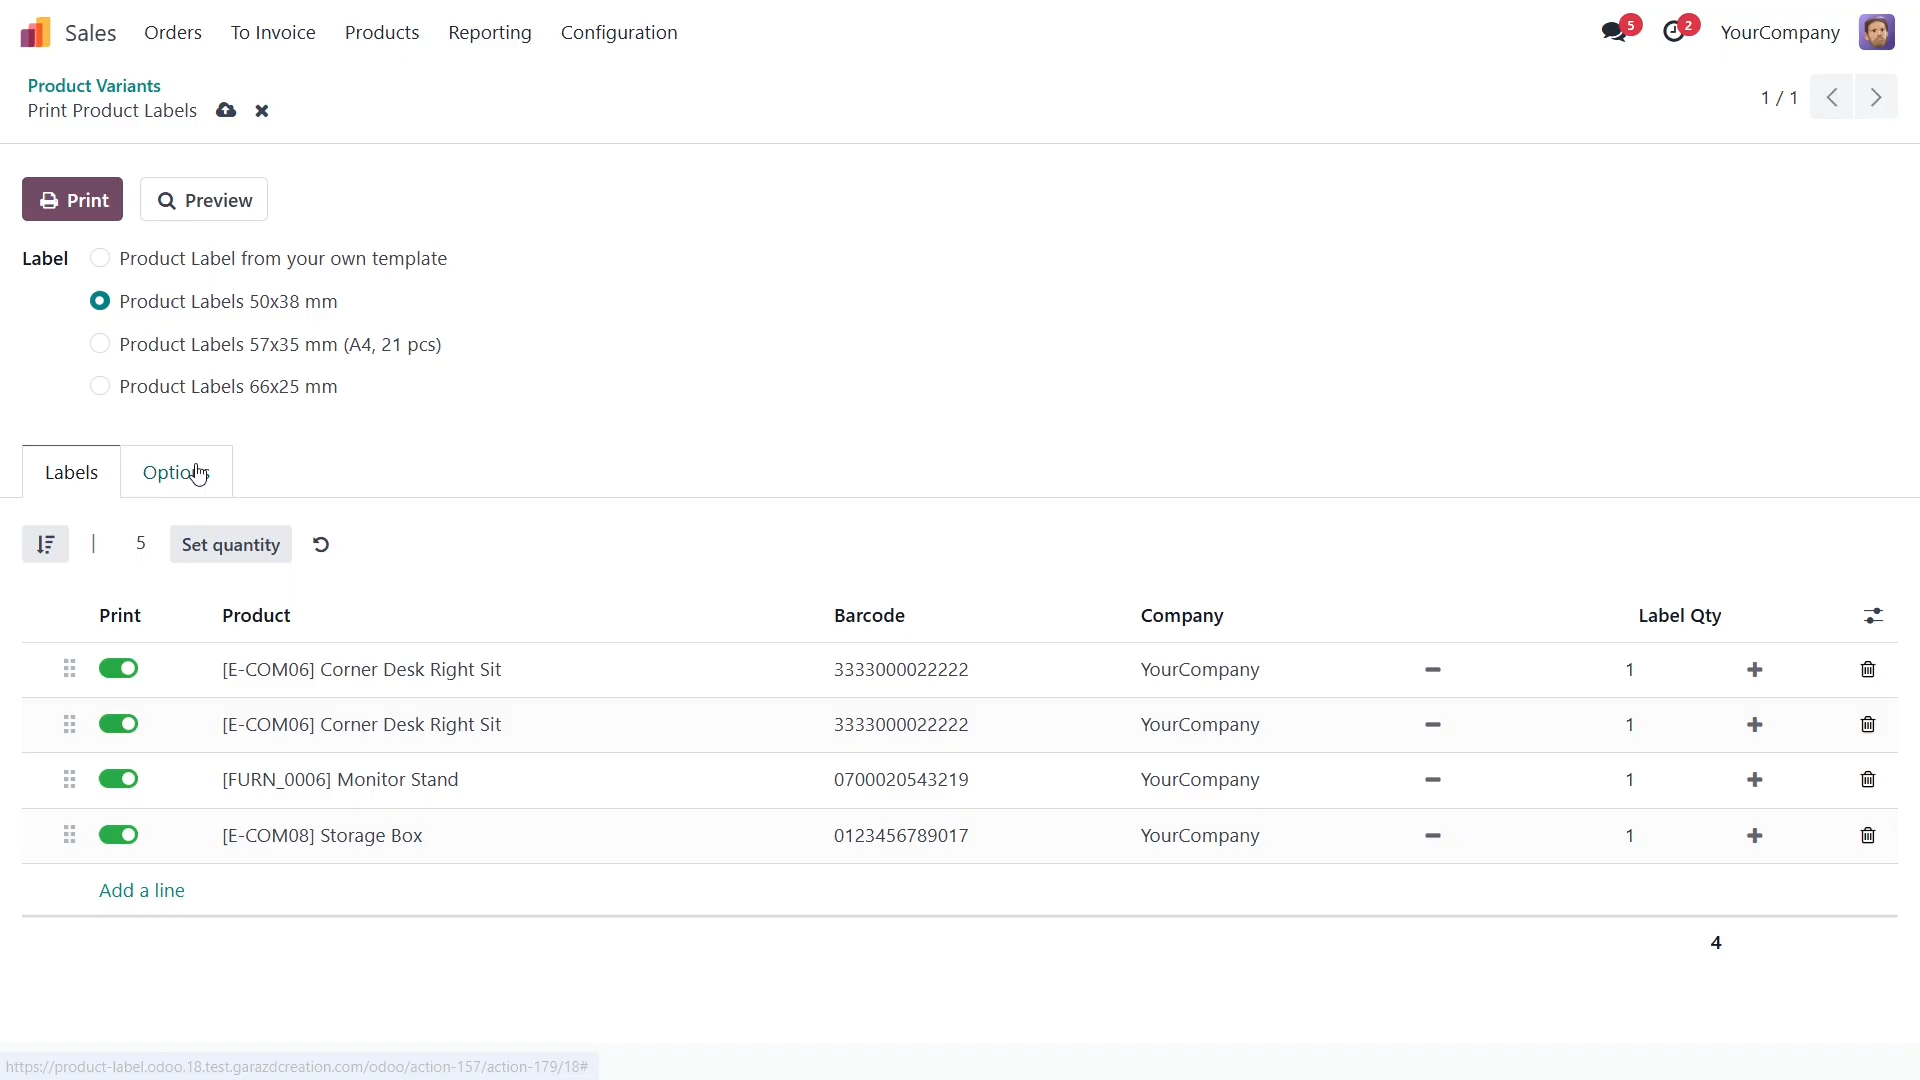 Sales Orders To Invoice Products Reporting Configuration 5 2 YourCompany
Product Variants
Print Product Labels
1 / 1
Print Preview
Label Product Label from your own template
Product Labels 50x38 mm
Product Labels 57x35 mm (A4, 21 pcs)
Product Labels 66x25 mm
Labels Options
| 5 Set quantity
Print Product Barcode Company Label Qty
[E-COM06] Corner Desk Right Sit 3333000022222 YourCompany 1
[E-COM06] Corner Desk Right Sit 3333000022222 YourCompany 1
[FURN_0006] Monitor Stand 0700020543219 YourCompany 1
[E-COM08] Storage Box 0123456789017 YourCompany 1
Add a line
4
https://product-label.odoo.18.test.garazdcreation.com/odoo/action-157/action-179/18#